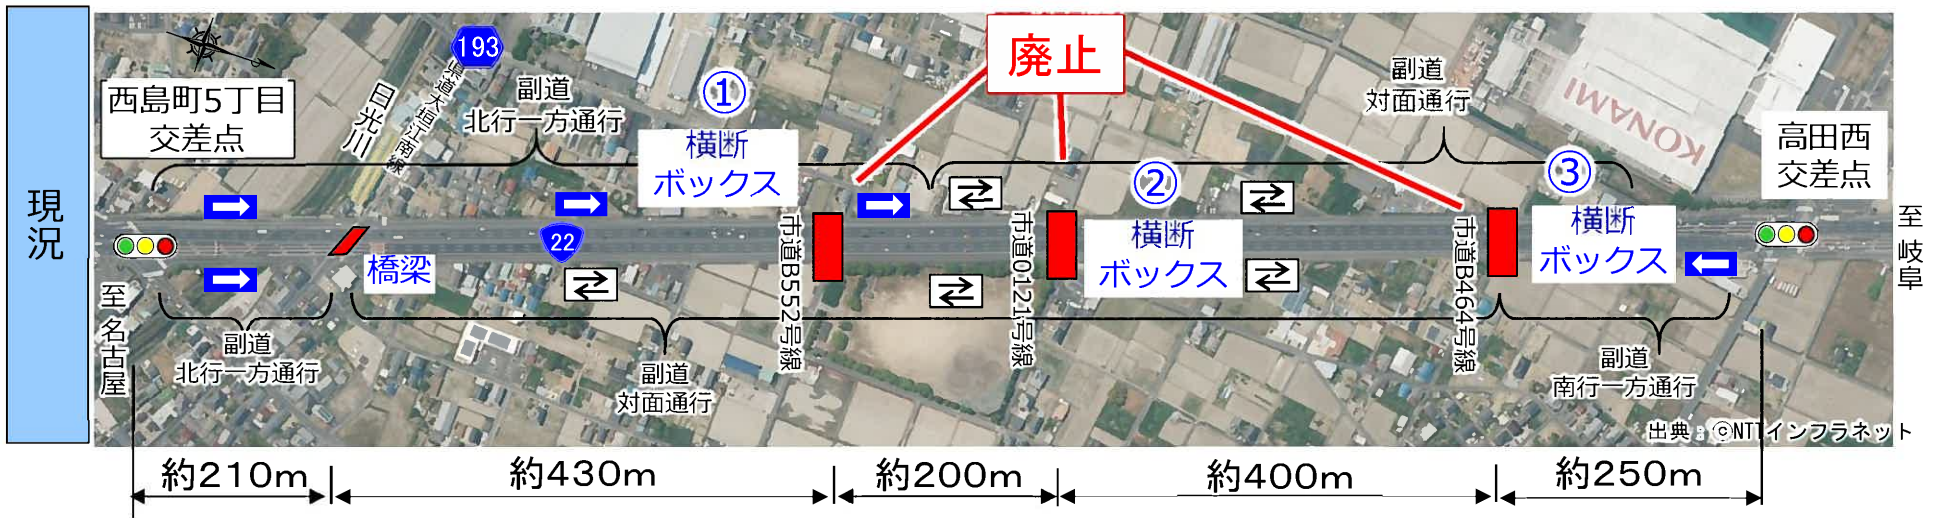 現況
西島町5丁目
交差点
日光川
193
県道大垣江南線
副道
北行一方通行
①
横断
ボックス
廃止
②
横断
ボックス
副道
対面通行
KONAMI
③
横断
ボックス
高田西
交差点
至 岐阜
22
橋梁
市道B552号線
市道0121号線
市道B464号線
至 名古屋
副道
北行一方通行
副道
対面通行
副道
南行一方通行
出典：©NTTインフラネット
約210m
約430m
約200m
約400m
約250m